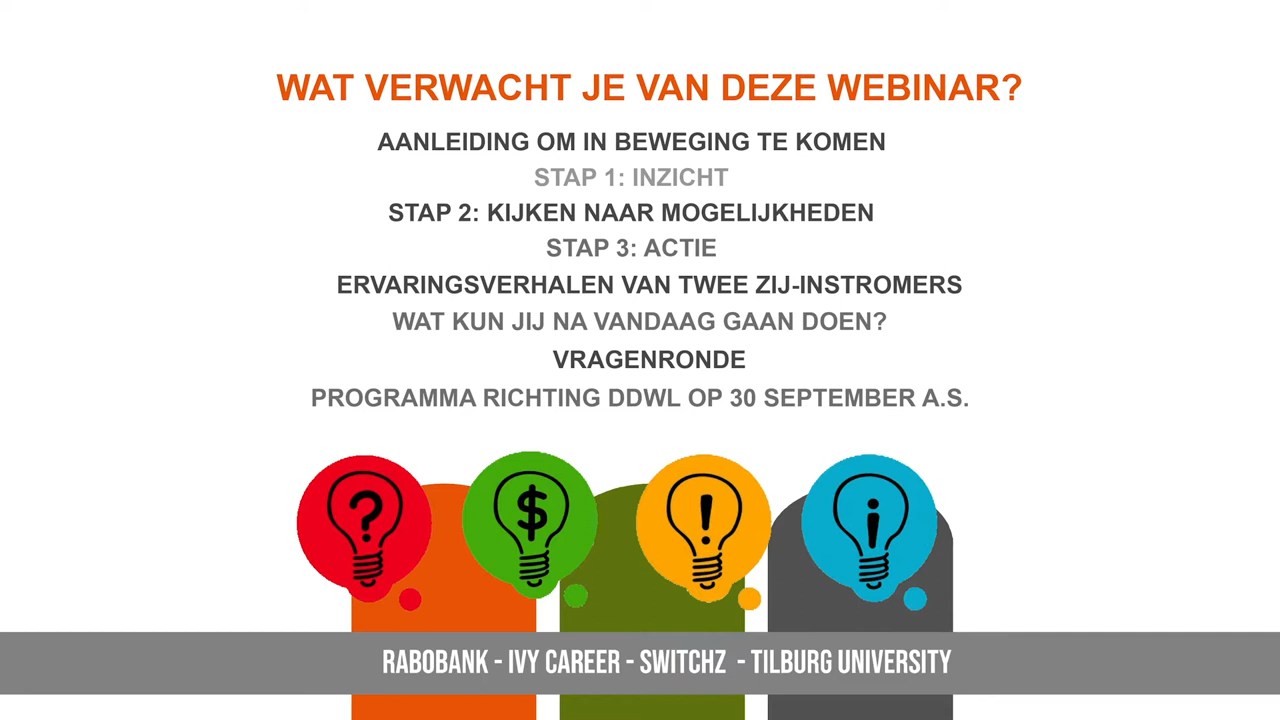 WAT VERWACHT JE VAN DEZE WEBINAR?
AANLEIDING OM IN BEWEGING TE KOMEN
STAP 1: INZICHT
STAP 2: KIJKEN NAAR MOGELIJKHEDEN
STAP 3: ACTIE
ERVARINGSVERHALEN VAN TWEE ZIJ-INSTROMERS
WAT KUN JIJ NA VANDAAG GAAN DOEN?
VRAGENRONDE
PROGRAMMA RICHTING DDWL OP 30 SEPTEMBER A.S.
? $ ! i
RABOBANK - IVY CAREER - SWITCHZ - TILBURG UNIVERSITY